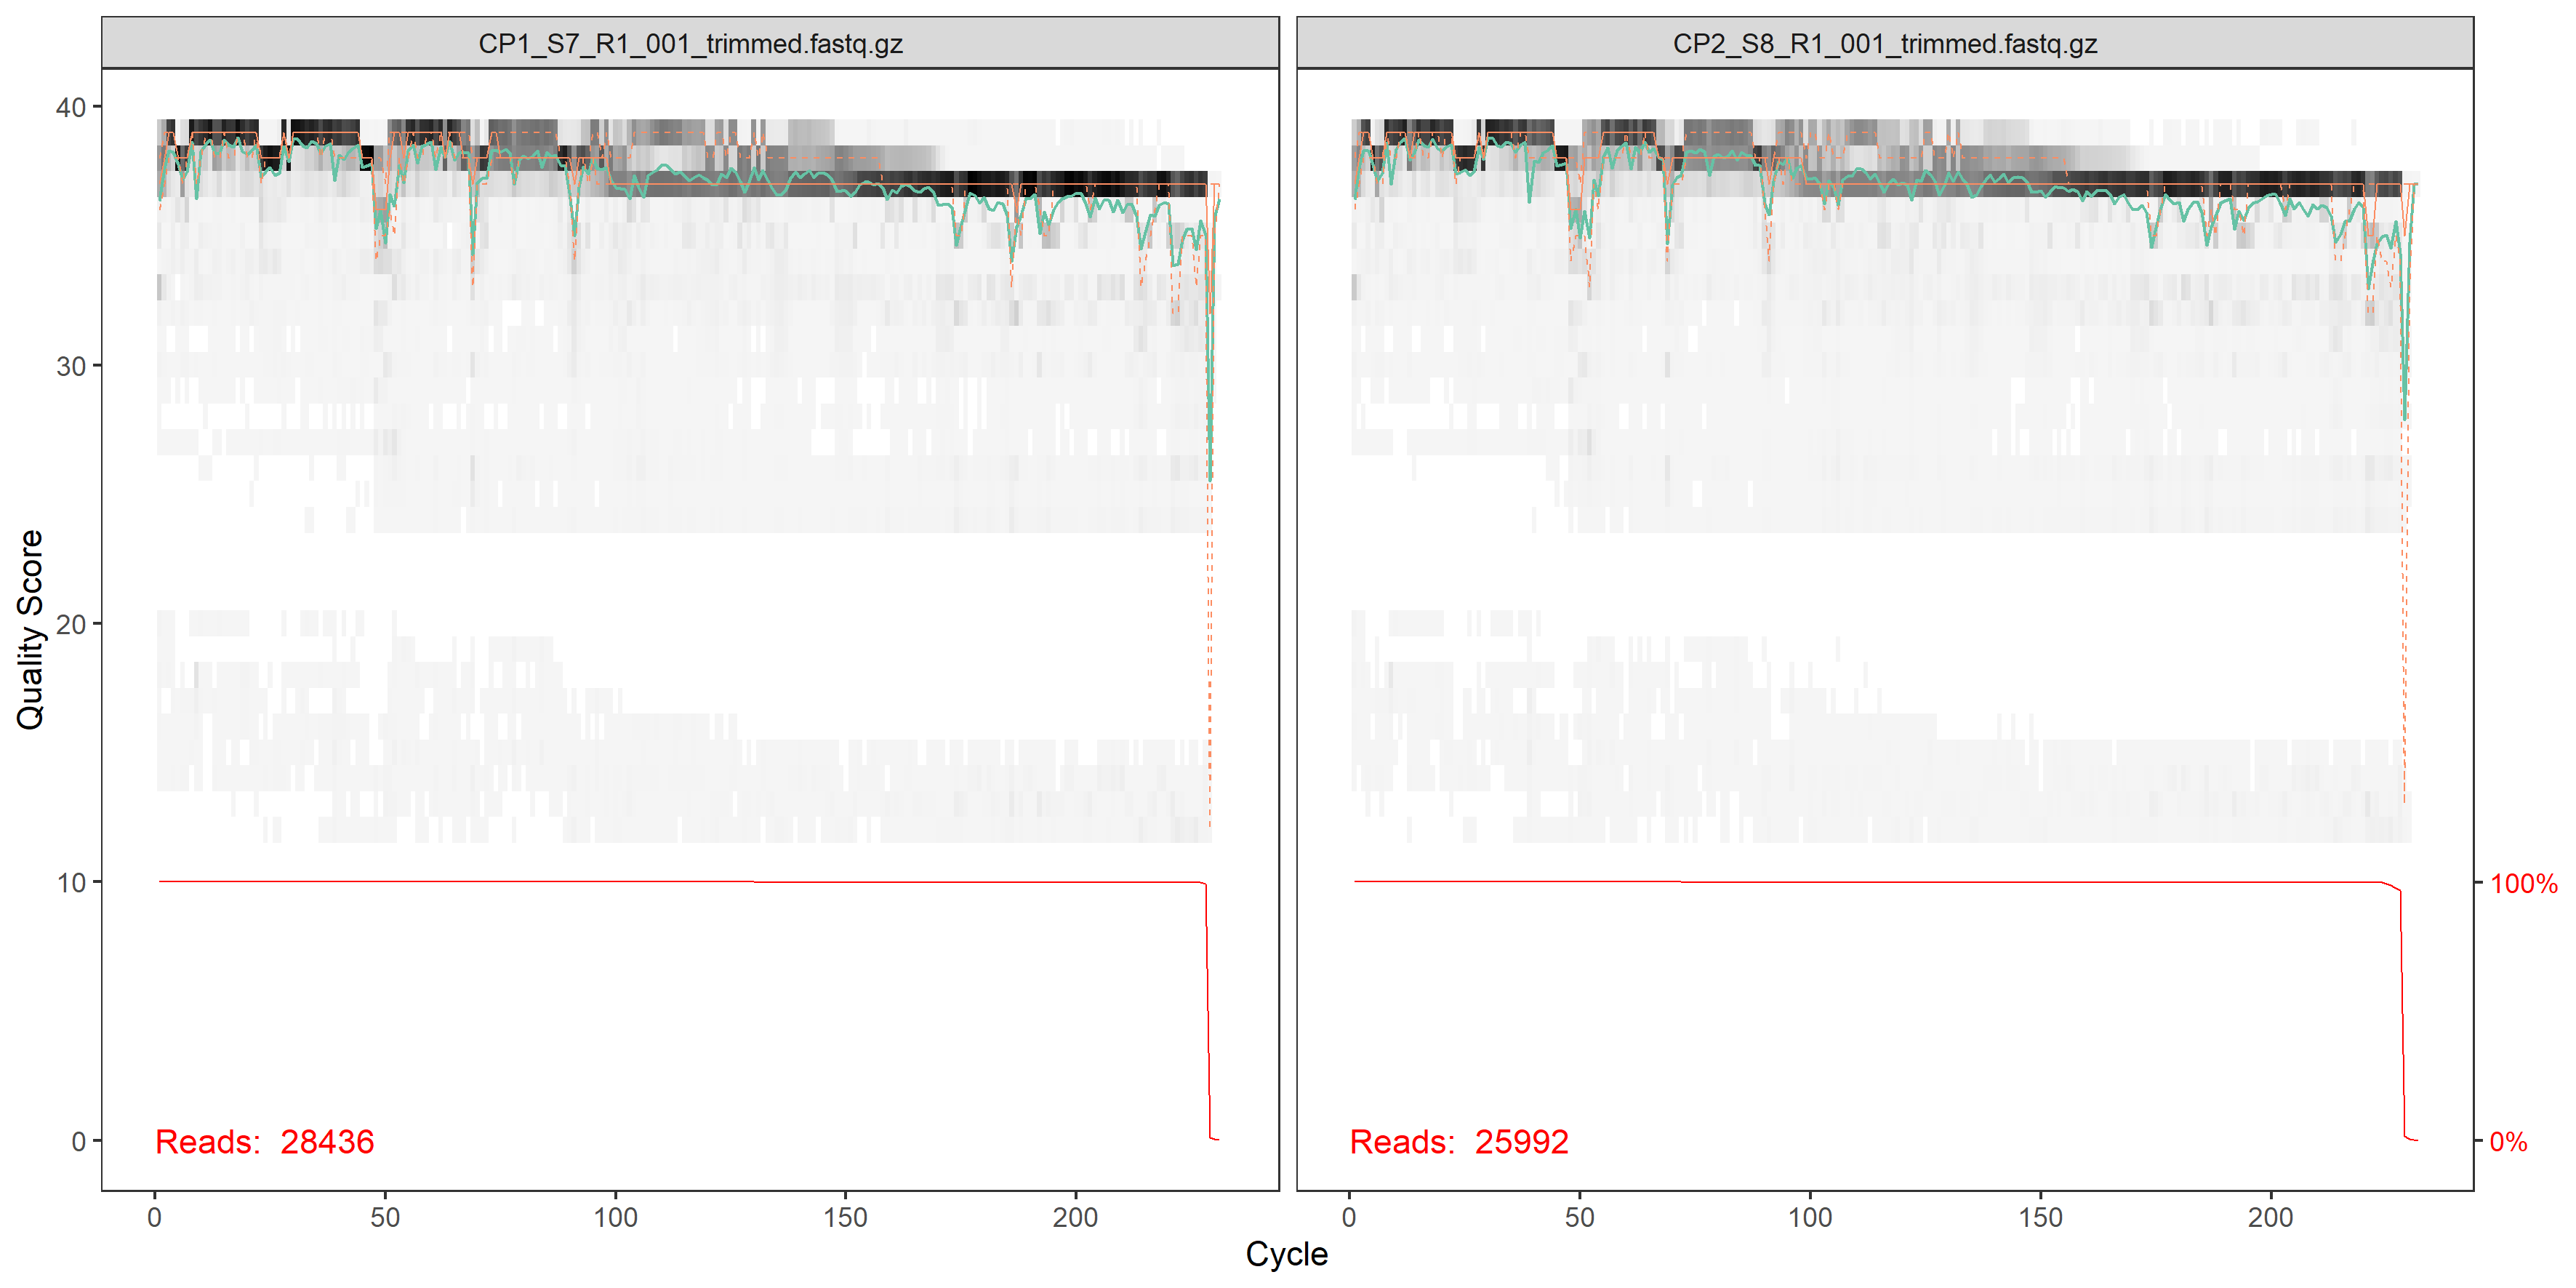 CP1_S7_R1_001_trimmed.fastq.gz
CP2_S8_R1_001_trimmed.fastq.gz
Quality Score
40
30
20
10
0
100%
0%
Reads: 28436
Reads: 25992
0 50 100 150 200
0 50 100 150 200
Cycle